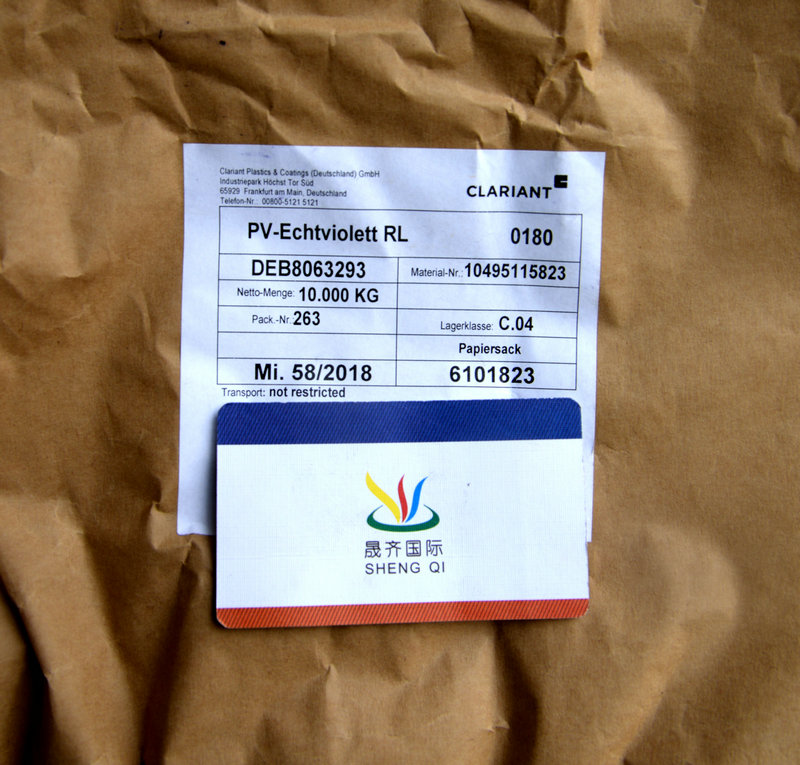 Clariant Plastics & Coatings (Deutschland) GmbH
Industriepark Höchst Tor Süd
65929 Frankfurt am Main, Deutschland
Telefon-Nr.: 00800-5121 5121
CLARIANT
PV-Echtviolett RL 0180
DEB8063293 Material-Nr.: 10495115823
Netto-Menge: 10.000 KG
Pack.-Nr. 263 Lagerklasse: C.04
Papiersack
Mi. 58/2018 6101823
Transport: not restricted
晟齐国际
SHENG QI